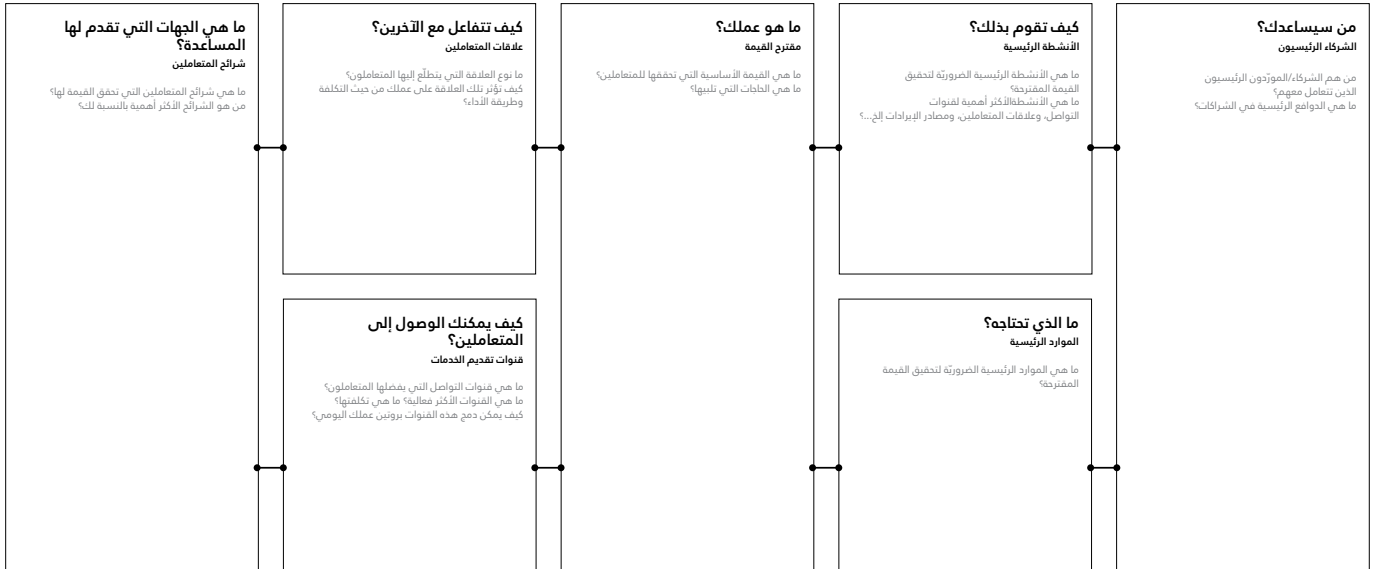 من سيساعدك؟
الشركاء الرئيسيون
من هم الشركاء/المورّدون الرئيسيون
الذين تتعامل معهم؟
ما هي الدوافع الرئيسية في الشراكات؟
كيف تقوم بذلك؟
الأنشطة الرئيسية
ما هي الأنشطة الرئيسية الضروريّة لتحقيق
القيمة المقترحة؟
ما هي الأنشطةالأكثر أهمية لقنوات
التواصل، وعلاقات المتعاملين، ومصادر الإيرادات إلخ...؟
ما الذي تحتاجه؟
الموارد الرئيسية
ما هي الموارد الرئيسية الضروريّة لتحقيق القيمة
المقترحة؟
ما هو عملك؟
مقترح القيمة
ما هي القيمة الأساسية التي تحققها للمتعاملين؟
ما هي الحاجات التي تلبيها؟
كيف تتفاعل مع الآخرين؟
علاقات المتعاملين
ما نوع العلاقة التي يتطلّع إليها المتعاملون؟
كيف تؤثر تلك العلاقة على عملك من حيث التكلفة
وطريقة الأداء؟
كيف يمكنك الوصول إلى
المتعاملين؟
قنوات تقديم الخدمات
ما هي قنوات التواصل التي يفضلها المتعاملون؟
ما هي القنوات الأكثر فعالية؟ ما هي تكلفتها؟
كيف يمكن دمج هذه القنوات بروتين عملك اليومي؟
ما هي الجهات التي تقدم لها
المساعدة؟
شرائح المتعاملين
ما هي شرائح المتعاملين التي تحقق القيمة لها؟
من هو الشرائح الأكثر أهمية بالنسبة لك؟